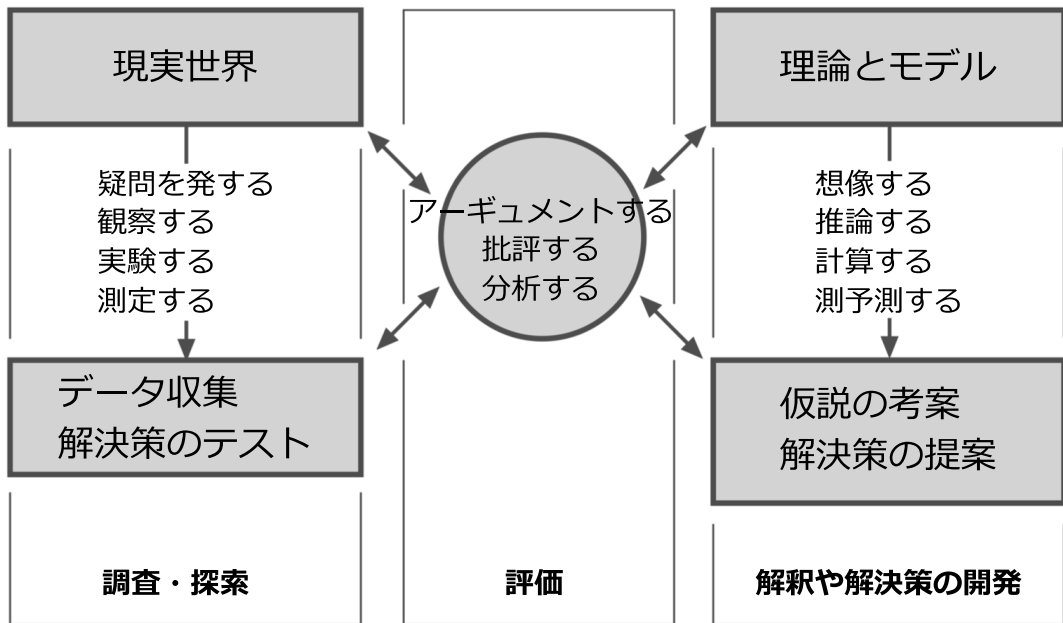 現実世界
疑問を発する
観察する
実験する
測定する
データ収集
解決策のテスト
調査・探索
アーギュメントする
批評する
分析する
評価
理論とモデル
想像する
推論する
計算する
測予測する
仮説の考案
解決策の提案
解釈や解決策の開発